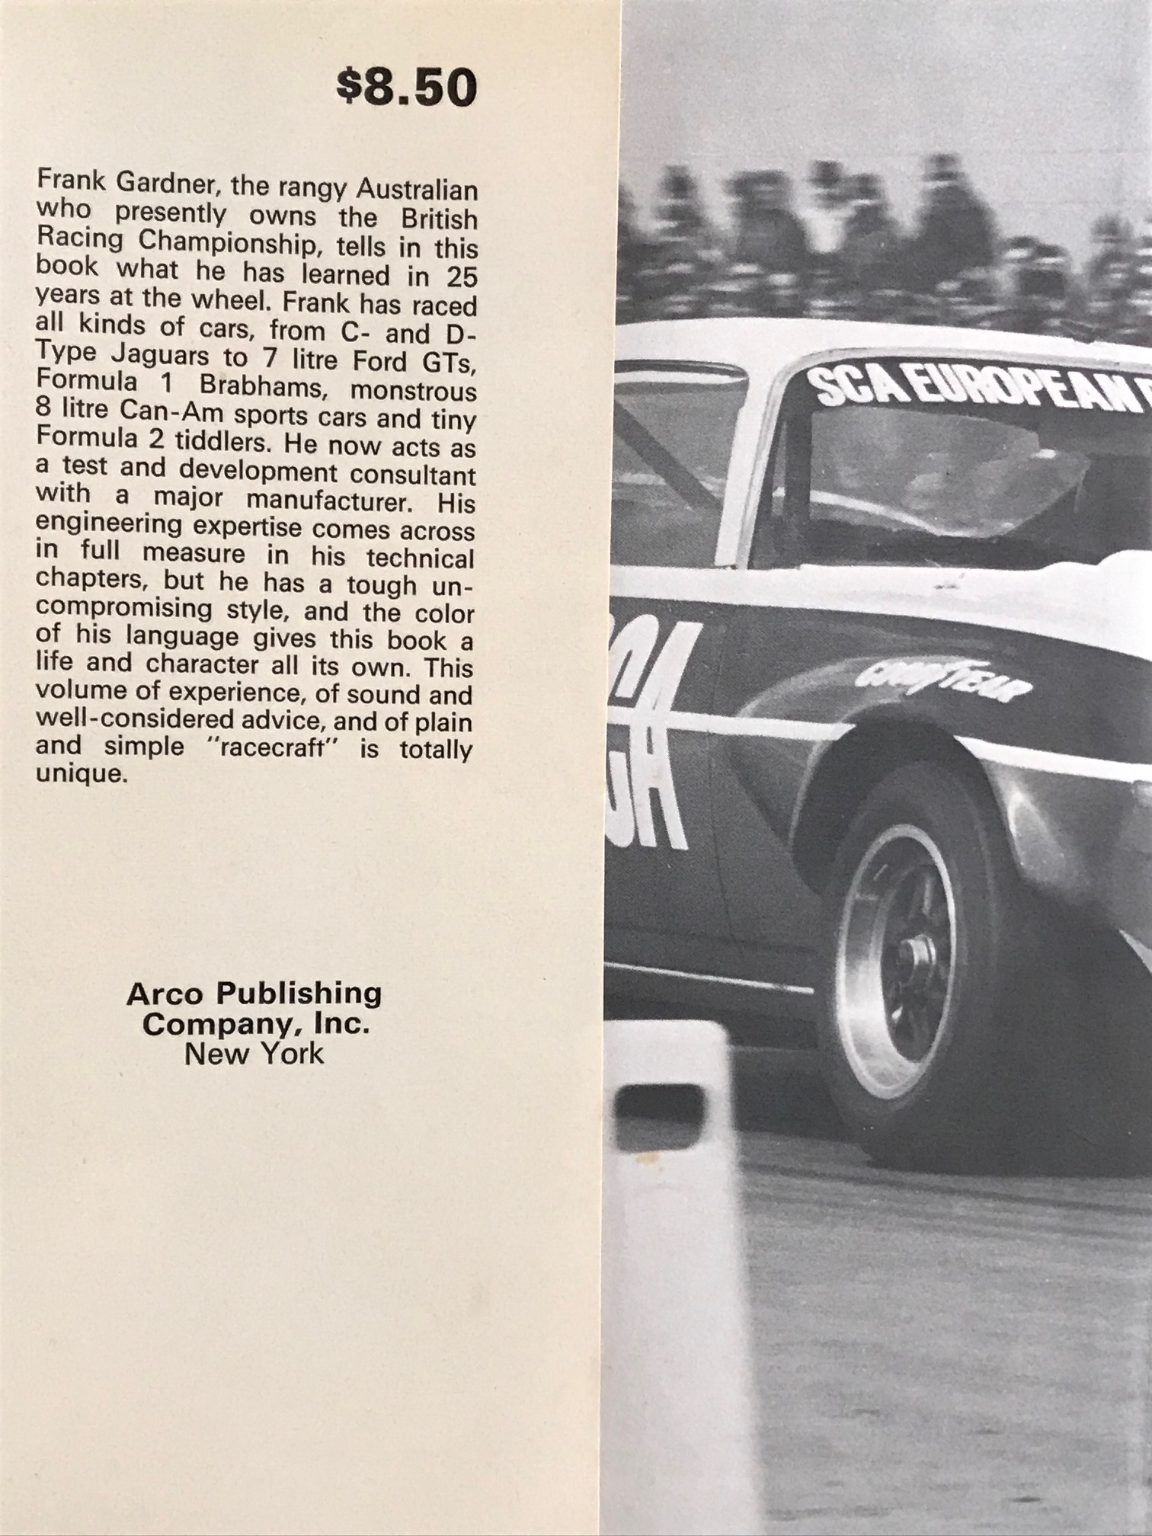 $8.50
Frank Gardner, the rangy Australian
who presently owns the British
Racing Championship, tells in this
book what he has learned in 25
years at the wheel. Frank has raced
all kinds of cars, from C- and D-
Type Jaguars to 7 litre Ford GTs,
Formula 1 Brabhams, monstrous
8 litre Can-Am sports cars and tiny
Formula 2 tiddlers. He now acts as
a test and development consultant
with a major manufacturer. His
engineering expertise comes across
in full measure in his technical
chapters, but he has a tough un-
compromising style, and the color
of his language gives this book a
life and character all its own. This
volume of experience, of sound and
well-considered advice, and of plain
and simple "racecraft" is totally
unique.
Arco Publishing
Company, Inc.
New York
SCA EUROPEAN
CA
GOODYEAR